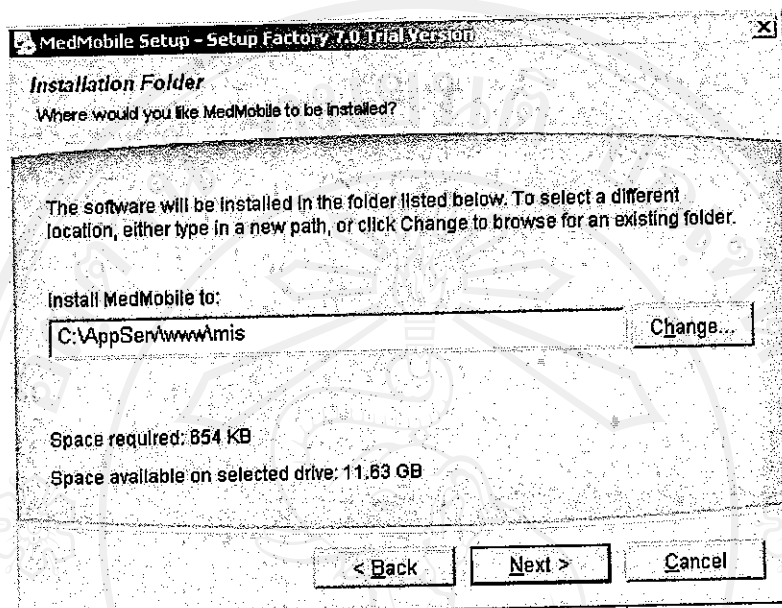 MedMobile Setup - Setup Factory 7.0 Trial Version
Installation Folder
Where would you like MedMobile to be installed?
The software will be installed in the folder listed below. To select a different
location, either type in a new path, or click Change to browse for an existing folder.
Install MedMobile to:
C:\AppServ\www\mis
Change...
Space required: 654 KB
Space available on selected drive: 11.63 GB
< Back
Next >
Cancel